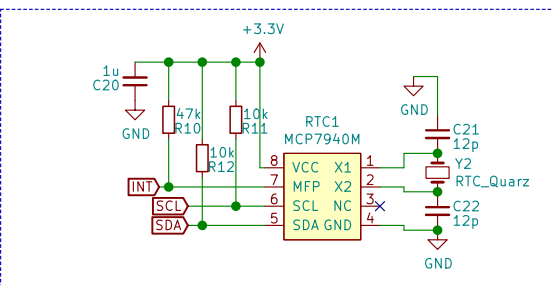 +3.3V
1u
C20
GND
47k
R10
10k
R12
10k
R11
RTC1
MCP7940M
8 VCC X1 1
7 MFP X2 2
6 SCL NC 3
5 SDA GND 4
INT
SCL
SDA
GND
C21
12p
Y2
RTC_Quarz
C22
12p
GND